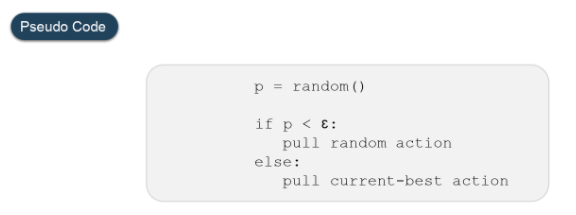 Pseudo Code
p = random()
if p < ε:
pull random action
else:
pull current-best action